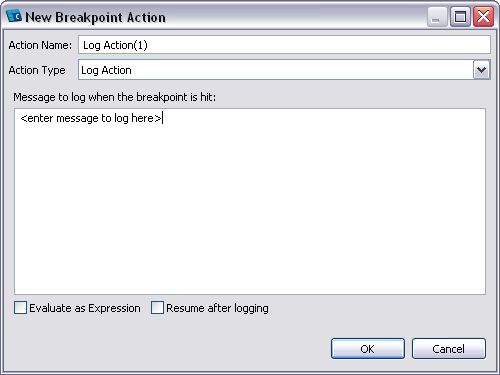 New Breakpoint Action
Action Name: Log Action(1)
Action Type Log Action
Message to log when the breakpoint is hit:
<enter message to log here>
Evaluate as Expression Resume after logging
OK Cancel